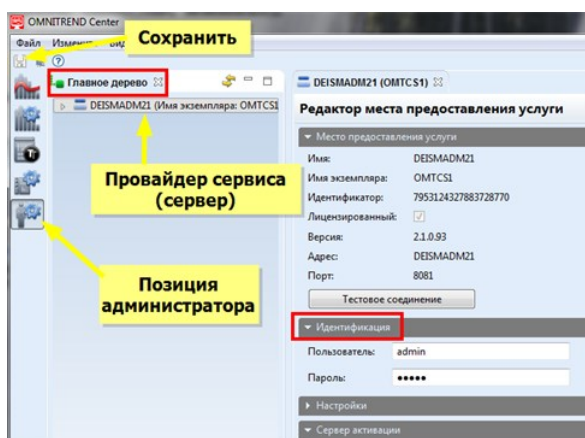 OMNITREND Center
Файл
Сохранить
Главное дерево
DEISMADM21 (Имя экземпляра: OMTCS1
Провайдер сервиса
(сервер)
Позиция
администратора
DEISMADM21 (OMTCS1)
Редактор места предоставления услуги
Место предоставления услуги
Имя: DEISMADM21
Имя экземпляра: OMTCS1
Идентификатор: 7953124327883728770
Лицензированный:
Версия: 2.1.0.93
Адрес: DEISMADM21
Порт: 8081
Тестовое соединение
Идентификация
Пользователь: admin
Пароль: •••••
Настройки
Сервер активации